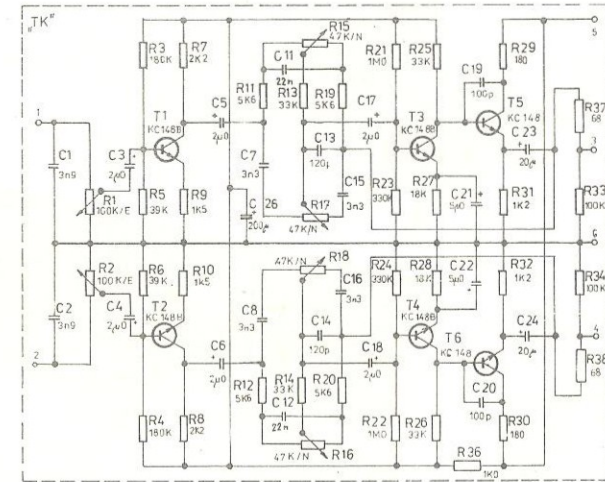 "TK"
R3
180K
R7
2K2
R15
47K/N
C11
22n
R11
5K6
R13
33K
R19
5K6
R21
1M0
R25
33K
R29
180
C19
100p
5
T1
KC148B
C5
2µ0
C17
2µ0
T3
KC148B
T5
KC148
R37
68
1
C1
3n9
C3
2µ0
C7
3n3
C13
120p
C23
20µ
3
R1
100K/E
R5
39K
R9
1K5
C26
200µ
R17
47K/N
C15
3n3
R23
330K
R27
18K
C21
5µ0
R31
1K2
R33
100K
6
R2
100K/E
R6
39K
R10
1K5
47K/N
R18
C16
3n3
R24
330K
R28
18K
C22
5µ0
R32
1K2
R34
100K
C2
3n9
C4
2µ0
T2
KC148B
C8
3n3
C14
120p
T4
KC148B
T6
KC148
C24
20µ
4
2
C6
2µ0
R12
5K6
R14
33K
C12
22n
R20
5K6
C18
2µ0
C20
100p
R38
68
R4
180K
R8
2K2
47K/N
R16
R22
1M0
R26
33K
R30
180
R36
1K0